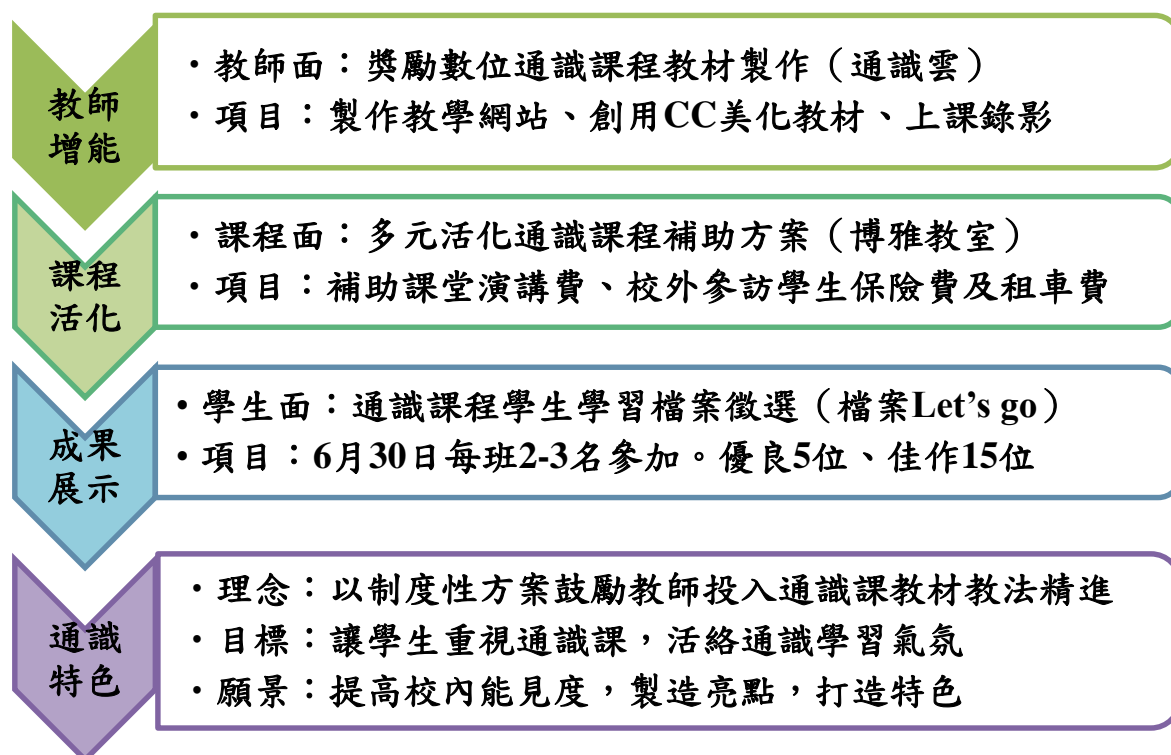 教師
增能
・教師面：獎勵數位通識課程教材製作（通識雲）
・項目：製作教學網站、創用CC美化教材、上課錄影
課程
活化
・課程面：多元活化通識課程補助方案（博雅教室）
・項目：補助課堂演講費、校外參訪學生保險費及租車費
成果
展示
・學生面：通識課程學生學習檔案徵選（檔案Let’s go）
・項目：6月30日每班2-3名參加。優良5位、佳作15位
通識
特色
・理念：以制度性方案鼓勵教師投入通識課教材教法精進
・目標：讓學生重視通識課，活絡通識學習氣氛
・願景：提高校內能見度，製造亮點，打造特色